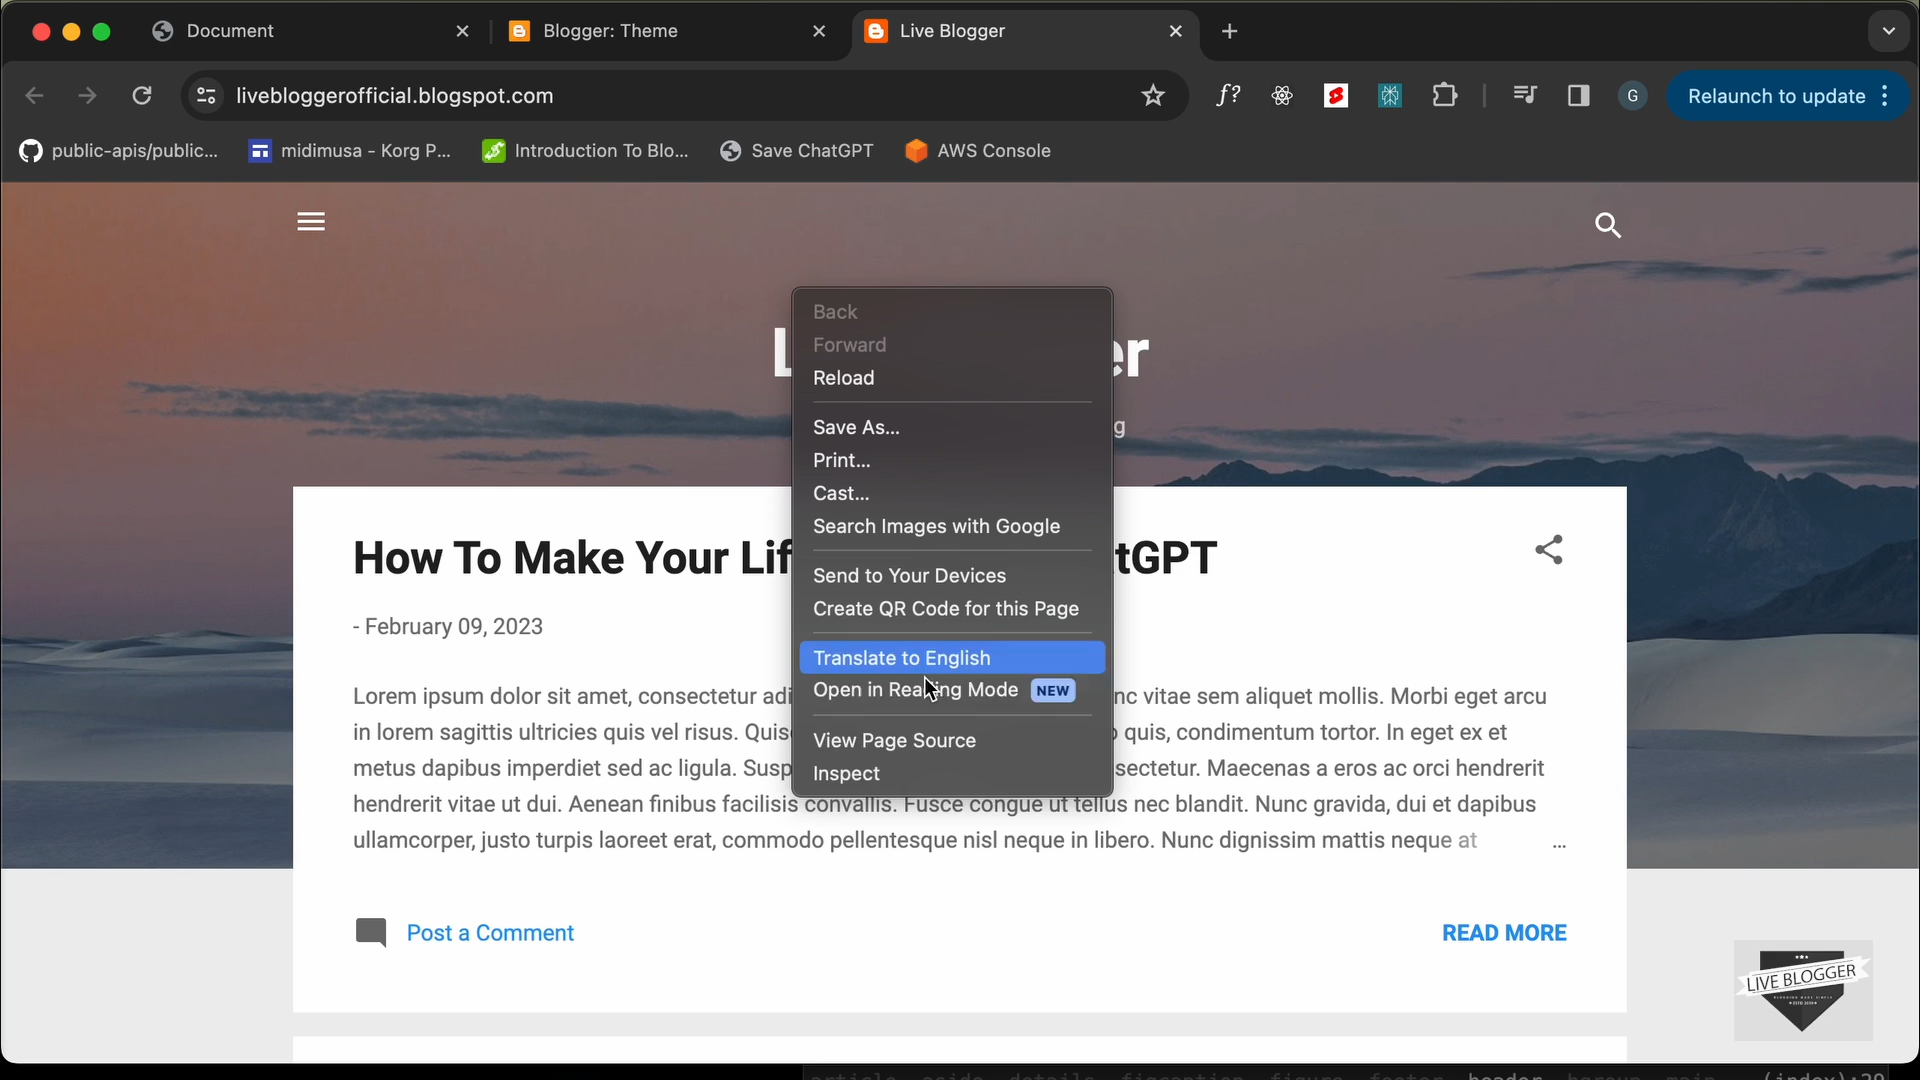 Document
Blogger: Theme
Live Blogger
livebloggerofficial.blogspot.com
f?
G
Relaunch to update
public-apis/public...
midimusa - Korg P...
Introduction To Blo...
Save ChatGPT
AWS Console
Back
Forward
Reload
Save As...
Print...
Cast...
Search Images with Google
Send to Your Devices
Create QR Code for this Page
Translate to English
Open in Reading Mode NEW
View Page Source
Inspect
L er
g
How To Make Your Lif tGPT
- February 09, 2023
Lorem ipsum dolor sit amet, consectetur adi nc vitae sem aliquet mollis. Morbi eget arcu
in lorem sagittis ultricies quis vel risus. Quis quis, condimentum tortor. In eget ex et
metus dapibus imperdiet sed ac ligula. Susp sectetur. Maecenas a eros ac orci hendrerit
hendrerit vitae ut dui. Aenean finibus facilisis convallis. Fusce congue ut tellus nec blandit. Nunc gravida, dui et dapibus
ullamcorper, justo turpis laoreet erat, commodo pellentesque nisl neque in libero. Nunc dignissim mattis neque at ...
Post a Comment
READ MORE
LIVE BLOGGER